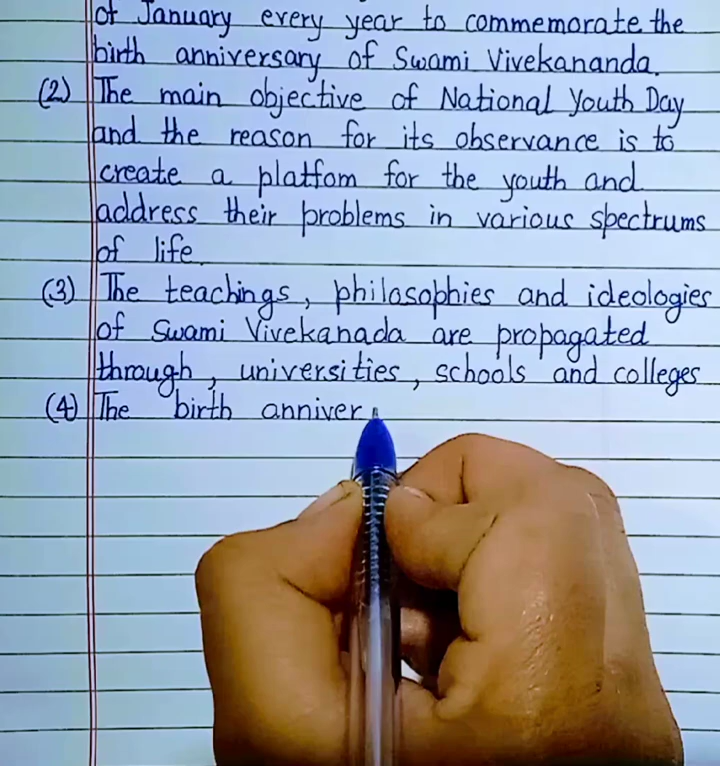 of January every year to commemorate the
birth anniversary of Swami Vivekananda.
(2) The main objective of National Youth Day
and the reason for its observance is to
create a platfom for the youth and
address their problems in various spectrums
of life.
(3) The teachings, philosophies and ideologies
of Swami Vivekanada are propagated
through, universities, schools and colleges
(4) The birth anniver